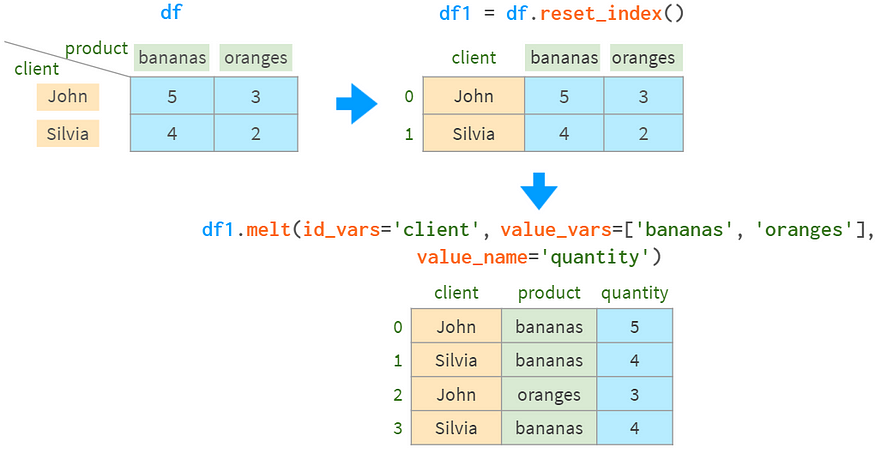 df
df1 = df.reset_index()
product
client
bananas oranges
John 5 3
Silvia 4 2
client bananas oranges
0 John 5 3
1 Silvia 4 2
df1.melt(id_vars='client', value_vars=['bananas', 'oranges'],
value_name='quantity')
client product quantity
0 John bananas 5
1 Silvia bananas 4
2 John oranges 3
3 Silvia bananas 4